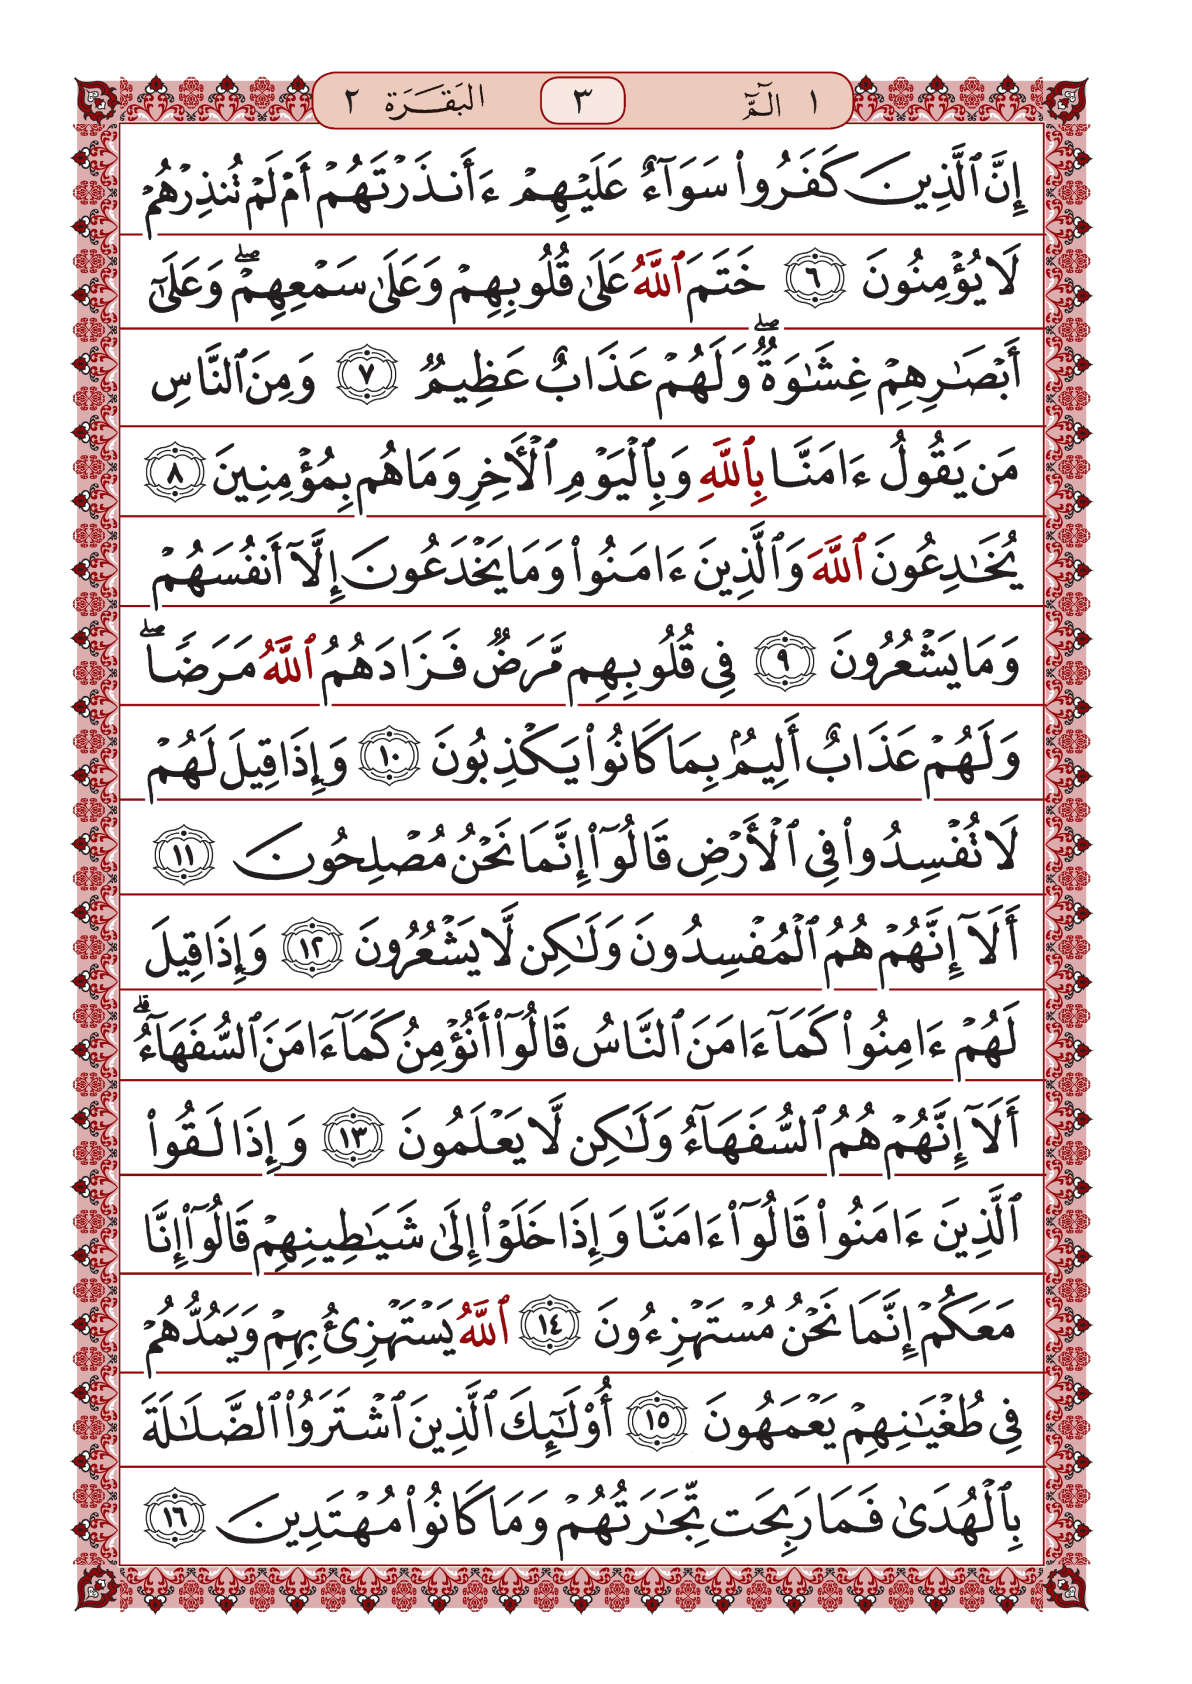 ١ الٓمّٓ ٣ البَقَرَة ٢
إِنَّ ٱلَّذِينَ كَفَرُوا۟ سَوَآءٌ عَلَيْهِمْ ءَأَنذَرْتَهُمْ أَمْ لَمْ تُنذِرْهُمْ
لَا يُؤْمِنُونَ ٦ خَتَمَ ٱللَّهُ عَلَىٰ قُلُوبِهِمْ وَعَلَىٰ سَمْعِهِمْ ۖ وَعَلَىٰٓ
أَبْصَـٰرِهِمْ غِشَـٰوَةٌ ۖ وَلَهُمْ عَذَابٌ عَظِيمٌ ٧ وَمِنَ ٱلنَّاسِ
مَن يَقُولُ ءَامَنَّا بِٱللَّهِ وَبِٱلْيَوْمِ ٱلْـَٔاخِرِ وَمَا هُم بِمُؤْمِنِينَ ٨
يُخَـٰدِعُونَ ٱللَّهَ وَٱلَّذِينَ ءَامَنُوا۟ وَمَا يَخْدَعُونَ إِلَّآ أَنفُسَهُمْ
وَمَا يَشْعُرُونَ ٩ فِى قُلُوبِهِم مَّرَضٌ فَزَادَهُمُ ٱللَّهُ مَرَضًا ۖ
وَلَهُمْ عَذَابٌ أَلِيمٌۢ بِمَا كَانُوا۟ يَكْذِبُونَ ١٠ وَإِذَا قِيلَ لَهُمْ
لَا تُفْسِدُوا۟ فِى ٱلْأَرْضِ قَالُوٓا۟ إِنَّمَا نَحْنُ مُصْلِحُونَ ١١
أَلَآ إِنَّهُمْ هُمُ ٱلْمُفْسِدُونَ وَلَـٰكِن لَّا يَشْعُرُونَ ١٢ وَإِذَا قِيلَ
لَهُمْ ءَامِنُوا۟ كَمَآ ءَامَنَ ٱلنَّاسُ قَالُوٓا۟ أَنُؤْمِنُ كَمَآ ءَامَنَ ٱلسُّفَهَآءُ ۗ
أَلَآ إِنَّهُمْ هُمُ ٱلسُّفَهَآءُ وَلَـٰكِن لَّا يَعْلَمُونَ ١٣ وَإِذَا لَقُوا۟
ٱلَّذِينَ ءَامَنُوا۟ قَالُوٓا۟ ءَامَنَّا وَإِذَا خَلَوْا۟ إِلَىٰ شَيَـٰطِينِهِمْ قَالُوٓا۟ إِنَّا
مَعَكُمْ إِنَّمَا نَحْنُ مُسْتَهْزِءُونَ ١٤ ٱللَّهُ يَسْتَهْزِئُ بِهِمْ وَيَمُدُّهُمْ
فِى طُغْيَـٰنِهِمْ يَعْمَهُونَ ١٥ أُو۟لَـٰٓئِكَ ٱلَّذِينَ ٱشْتَرَوُا۟ ٱلضَّلَـٰلَةَ
بِٱلْهُدَىٰ فَمَا رَبِحَت تِّجَـٰرَتُهُمْ وَمَا كَانُوا۟ مُهْتَدِينَ ١٦